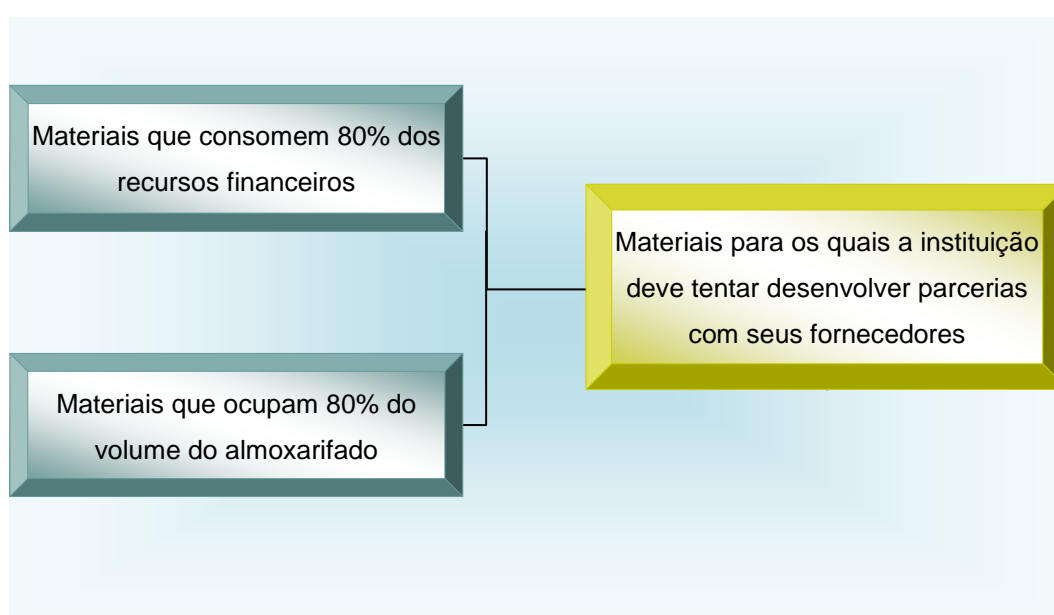 Materiais que consomem 80% dos
recursos financeiros
Materiais para os quais a instituição
deve tentar desenvolver parcerias
com seus fornecedores
Materiais que ocupam 80% do
volume do almoxarifado